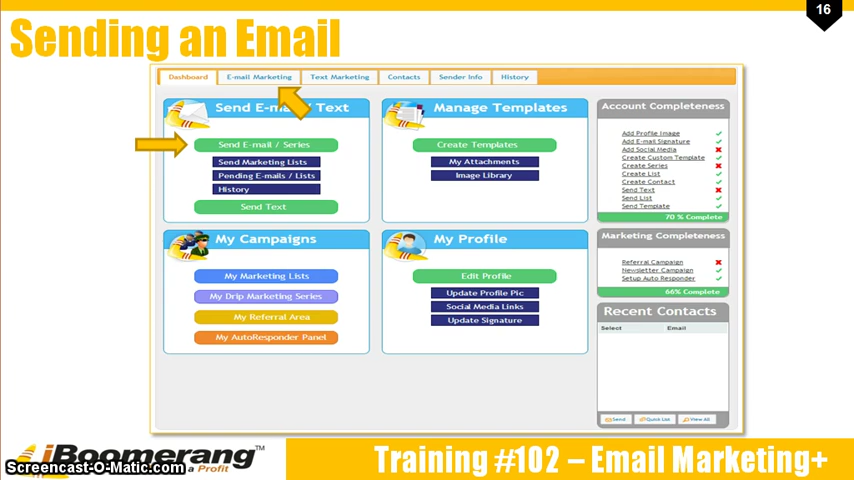 16
Sending an Email
Dashboard E-mail Marketing Text Marketing Contacts Sender Info History
Send E-ma / Text
Send E-mail / Series
Send Marketing Lists
Pending E-mails / Lists
History
Send Text
Manage Templates
Create Templates
My Attachments
Image Library
Account Completeness
Add Profile Image
Add E-mail Signature
Add Social Media
Create Custom Template
Create Series
Create List
Create Contact
Send Text
Send List
Send Template
70 % Complete
My Campaigns
My Marketing Lists
My Drip Marketing Series
My Referral Area
My AutoResponder Panel
My Profile
Edit Profile
Update Profile Pic
Social Media Links
Update Signature
Marketing Completeness
Referral Campaign
Newsletter Campaign
Setup Auto Responder
66% Complete
Recent Contacts
Select Email
Send Quick List View All
iBoomerang™
a Profit
Screencast-O-Matic.com
Training #102 – Email Marketing+